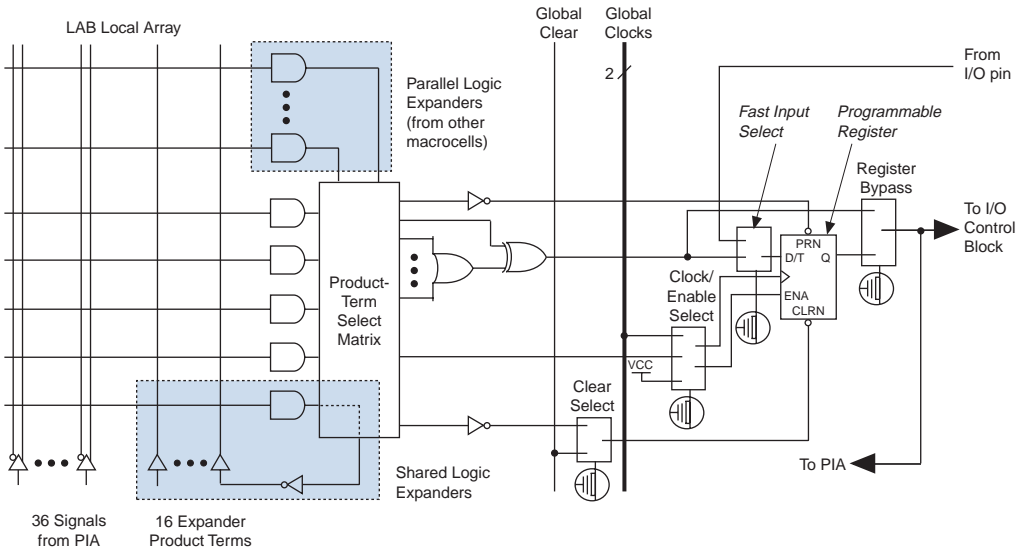 LAB Local Array
Global
Clear
Global
Clocks
2
From
I/O pin
Parallel Logic
Expanders
(from other
macrocells)
Fast Input
Select
Programmable
Register
Register
Bypass
To I/O
Control
Block
PRN
D/T
Q
ENA
CLRN
Clock/
Enable
Select
Product-
Term
Select
Matrix
VCC
Clear
Select
To PIA
Shared Logic
Expanders
36 Signals
from PIA
16 Expander
Product Terms